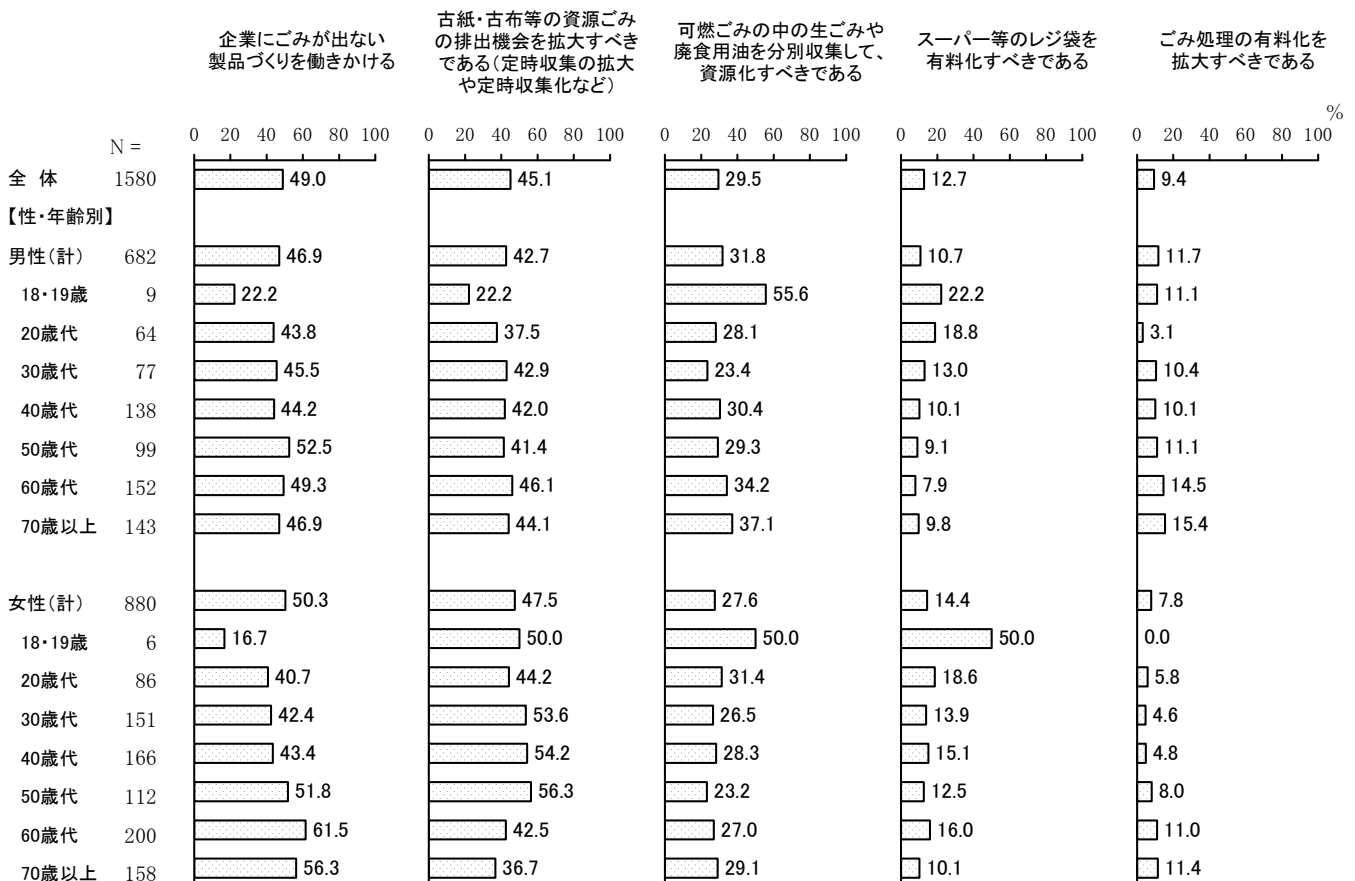 企業にごみが出ない
製品づくりを働きかける
古紙・古布等の資源ごみ
の排出機会を拡大すべき
である（定時収集の拡大
や定時収集化など）
可燃ごみの中の生ごみや
廃食用油を分別収集して、
資源化すべきである
スーパー等のレジ袋を
有料化すべきである
ごみ処理の有料化を
拡大すべきである
%
N = 0 20 40 60 80 100 0 20 40 60 80 100 0 20 40 60 80 100 0 20 40 60 80 100 0 20 40 60 80 100
全 体 1580 49.0 45.1 29.5 12.7 9.4
【性・年齢別】
男性（計） 682 46.9 42.7 31.8 10.7 11.7
18・19歳 9 22.2 22.2 55.6 22.2 11.1
20歳代 64 43.8 37.5 28.1 18.8 3.1
30歳代 77 45.5 42.9 23.4 13.0 10.4
40歳代 138 44.2 42.0 30.4 10.1 10.1
50歳代 99 52.5 41.4 29.3 9.1 11.1
60歳代 152 49.3 46.1 34.2 7.9 14.5
70歳以上 143 46.9 44.1 37.1 9.8 15.4
女性（計） 880 50.3 47.5 27.6 14.4 7.8
18・19歳 6 16.7 50.0 50.0 50.0 0.0
20歳代 86 40.7 44.2 31.4 18.6 5.8
30歳代 151 42.4 53.6 26.5 13.9 4.6
40歳代 166 43.4 54.2 28.3 15.1 4.8
50歳代 112 51.8 56.3 23.2 12.5 8.0
60歳代 200 61.5 42.5 27.0 16.0 11.0
70歳以上 158 56.3 36.7 29.1 10.1 11.4